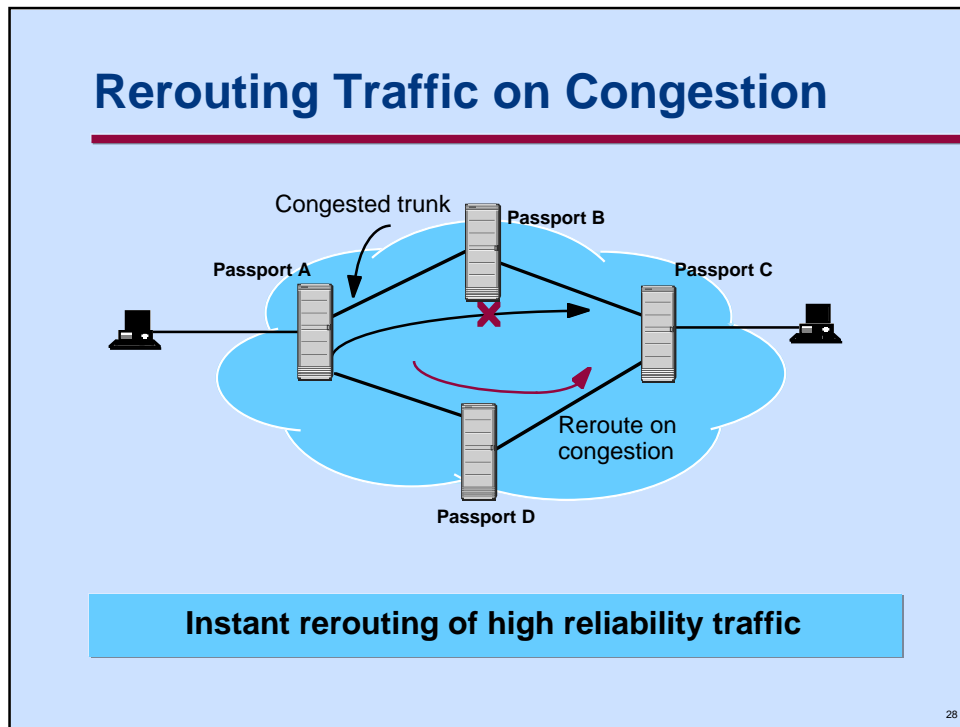 Rerouting Traffic on Congestion
Congested trunk
Passport B
Passport A
Passport C
Reroute on
congestion
Passport D
Instant rerouting of high reliability traffic
28